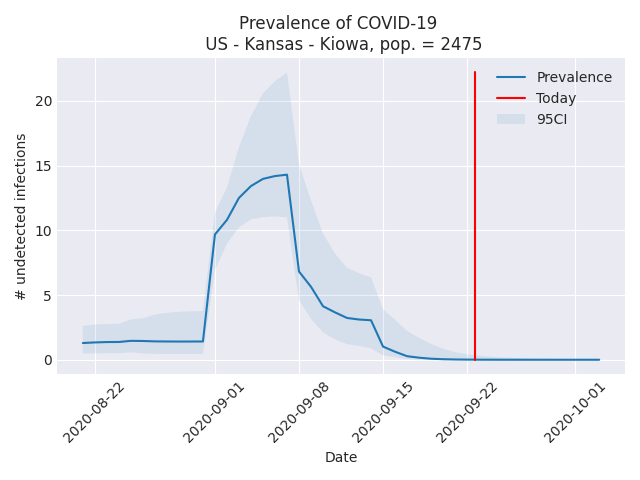 Prevalence of COVID-19
US - Kansas - Kiowa, pop. = 2475
Prevalence
Today
95CI
# undetected infections
20
15
10
5
0
2020-08-22
2020-09-01
2020-09-08
2020-09-15
2020-09-22
2020-10-01
Date